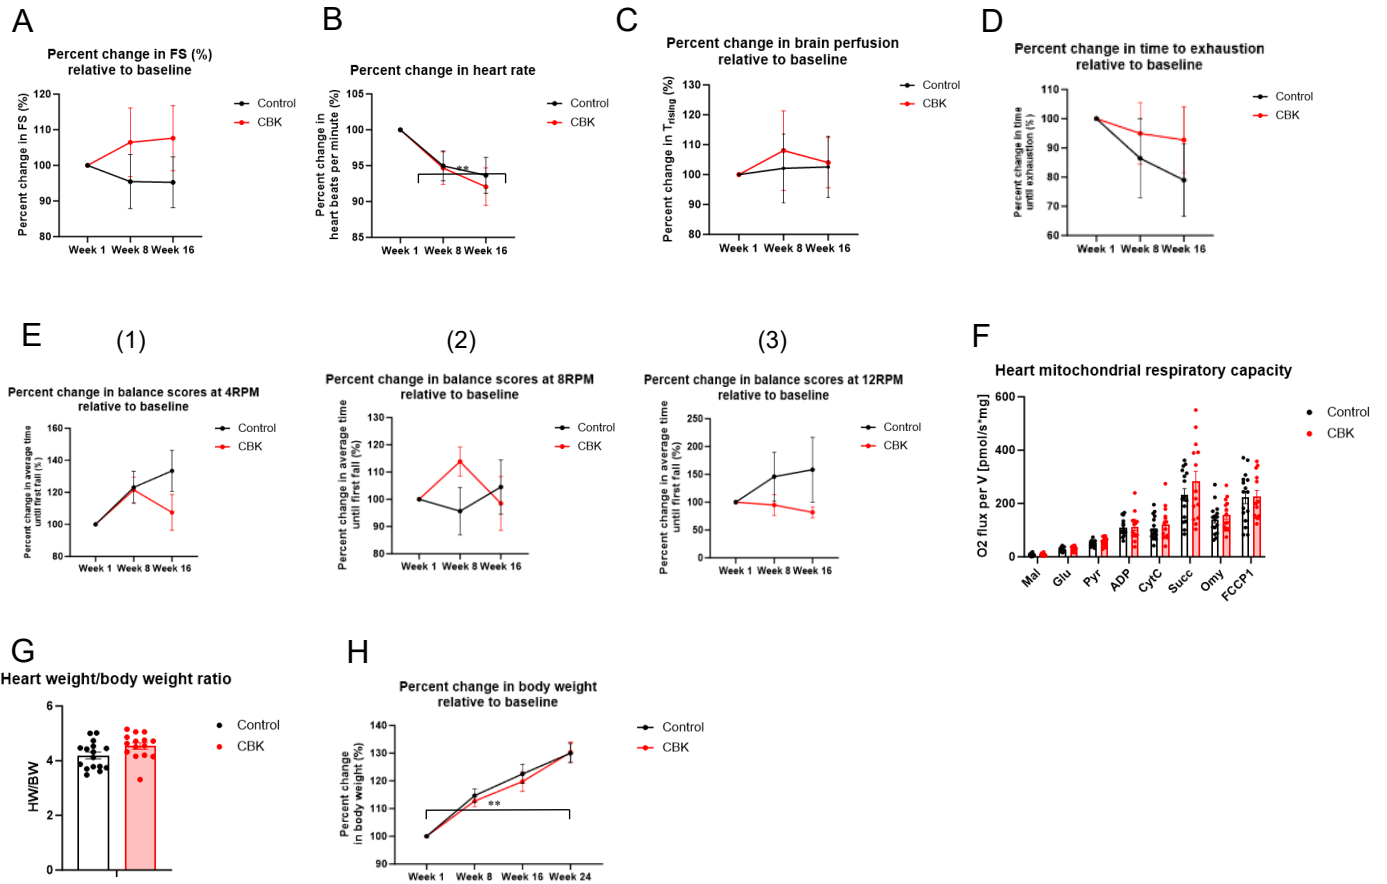 A
Percent change in FS (%)
relative to baseline
Percent change in FS (%)
120
110
100
90
80
Week 1 Week 8 Week 16
Control
CBK
B
Percent change in heart rate
Percent change in
heart beats per minute (%)
105
100
95
90
85
**
Week 1 Week 8 Week 16
Control
CBK
C
Percent change in brain perfusion
relative to baseline
Percent change in Trising (%)
130
120
110
100
90
80
Week 1 Week 8 Week 16
Control
CBK
D
Percent change in time to exhaustion
relative to baseline
Percent change in time
until exhaustion (%)
110
100
90
80
70
60
Week 1 Week 8 Week 16
Control
CBK
E
(1)
Percent change in balance scores at 4RPM
relative to baseline
Percent change in average time
until first fall (%)
160
140
120
100
80
Week 1 Week 8 Week 16
Control
CBK
(2)
Percent change in balance scores at 8RPM
relative to baseline
Percent change in average time
until first fall (%)
130
120
110
100
90
80
Week 1 Week 8 Week 16
Control
CBK
(3)
Percent change in balance scores at 12RPM
relative to baseline
Percent change in average time
until first fall (%)
250
200
150
100
50
0
Week 1 Week 8 Week 16
Control
CBK
F
Heart mitochondrial respiratory capacity
O2 flux per V [pmol/s*mg]
600
400
200
0
Mal Glu Pyr ADP CytC Succ Omy FCCP1
Control
CBK
G
Heart weight/body weight ratio
HW/BW
6
4
2
0
Control
CBK
H
Percent change in body weight
relative to baseline
Percent change
in body weight (%)
140
130
120
110
100
90
**
Week 1 Week 8 Week 16 Week 24
Control
CBK